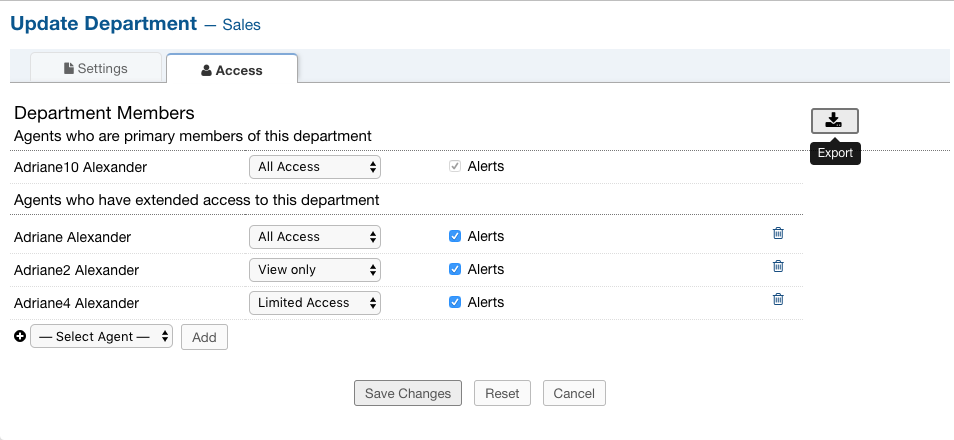 Update Department — Sales
Settings
Access
Department Members
Agents who are primary members of this department
Export
Adriane10 Alexander All Access Alerts
Agents who have extended access to this department
Adriane Alexander All Access Alerts
Adriane2 Alexander View only Alerts
Adriane4 Alexander Limited Access Alerts
— Select Agent — Add
Save Changes Reset Cancel